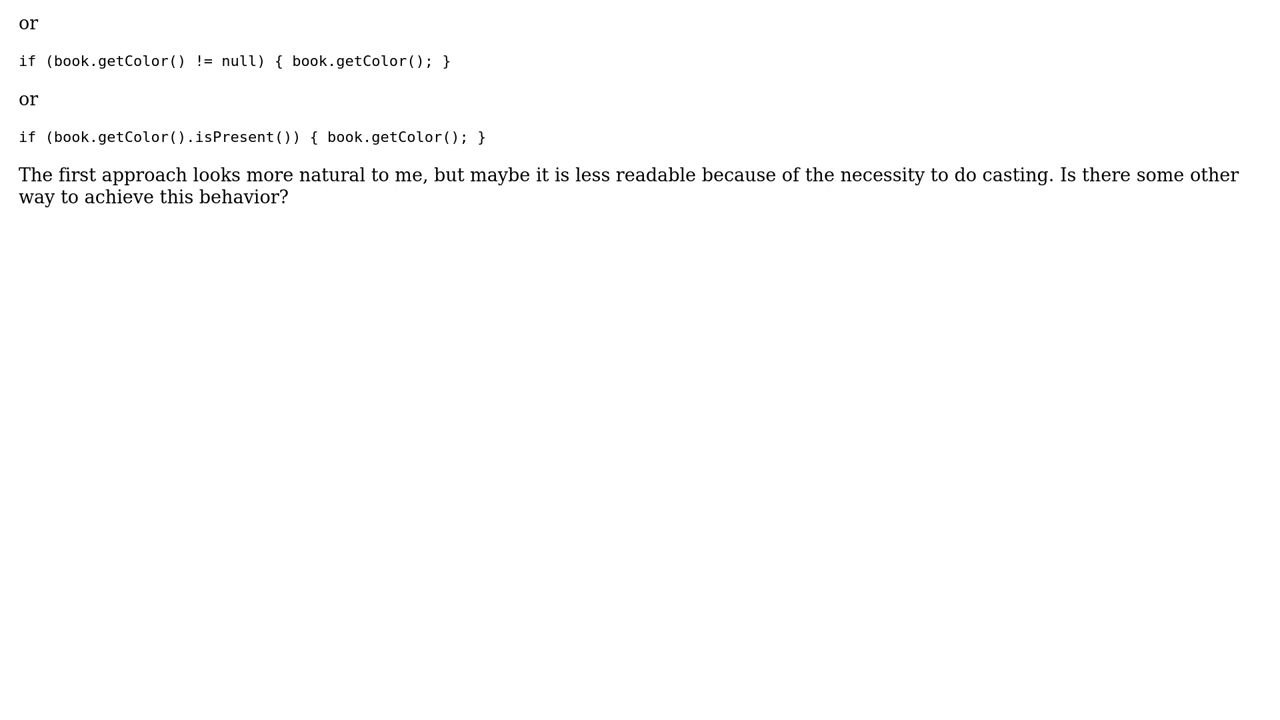 or
if (book.getColor() != null) { book.getColor(); }
or
if (book.getColor().isPresent()) { book.getColor(); }
The first approach looks more natural to me, but maybe it is less readable because of the necessity to do casting. Is there some other
way to achieve this behavior?